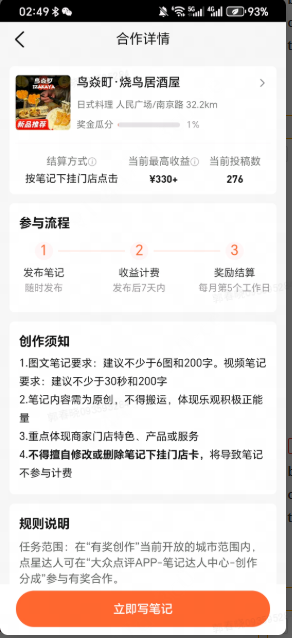 02:49
5G
4G
93%
合作详情
鸟焱町
IZAKAYA
新品推荐
鸟焱町·烧鸟居酒屋
日式料理 人民广场/南京路 32.2km
奖金瓜分 1%
结算方式 当前最高收益 当前投稿数
按笔记下挂门店点击 ¥330+ 276
参与流程
1 2 3
发布笔记 收益计费 奖励结算
随时发布 发布后7天内 每月第5个工作日
创作须知
1.图文笔记要求：建议不少于6图和200字。视频笔记
要求：建议不少于30秒和200字
2.笔记内容需为原创，不得搬运，体现乐观积极正能
量
3.重点体现商家门店特色、产品或服务
4.不得擅自修改或删除笔记下挂门店卡，将导致笔记
不参与计费
规则说明
任务范围：在“有奖创作”当前开放的城市范围内，
点星达人可在“大众点评APP-笔记达人中心-创作
分成”参与有奖合作。
立即写笔记